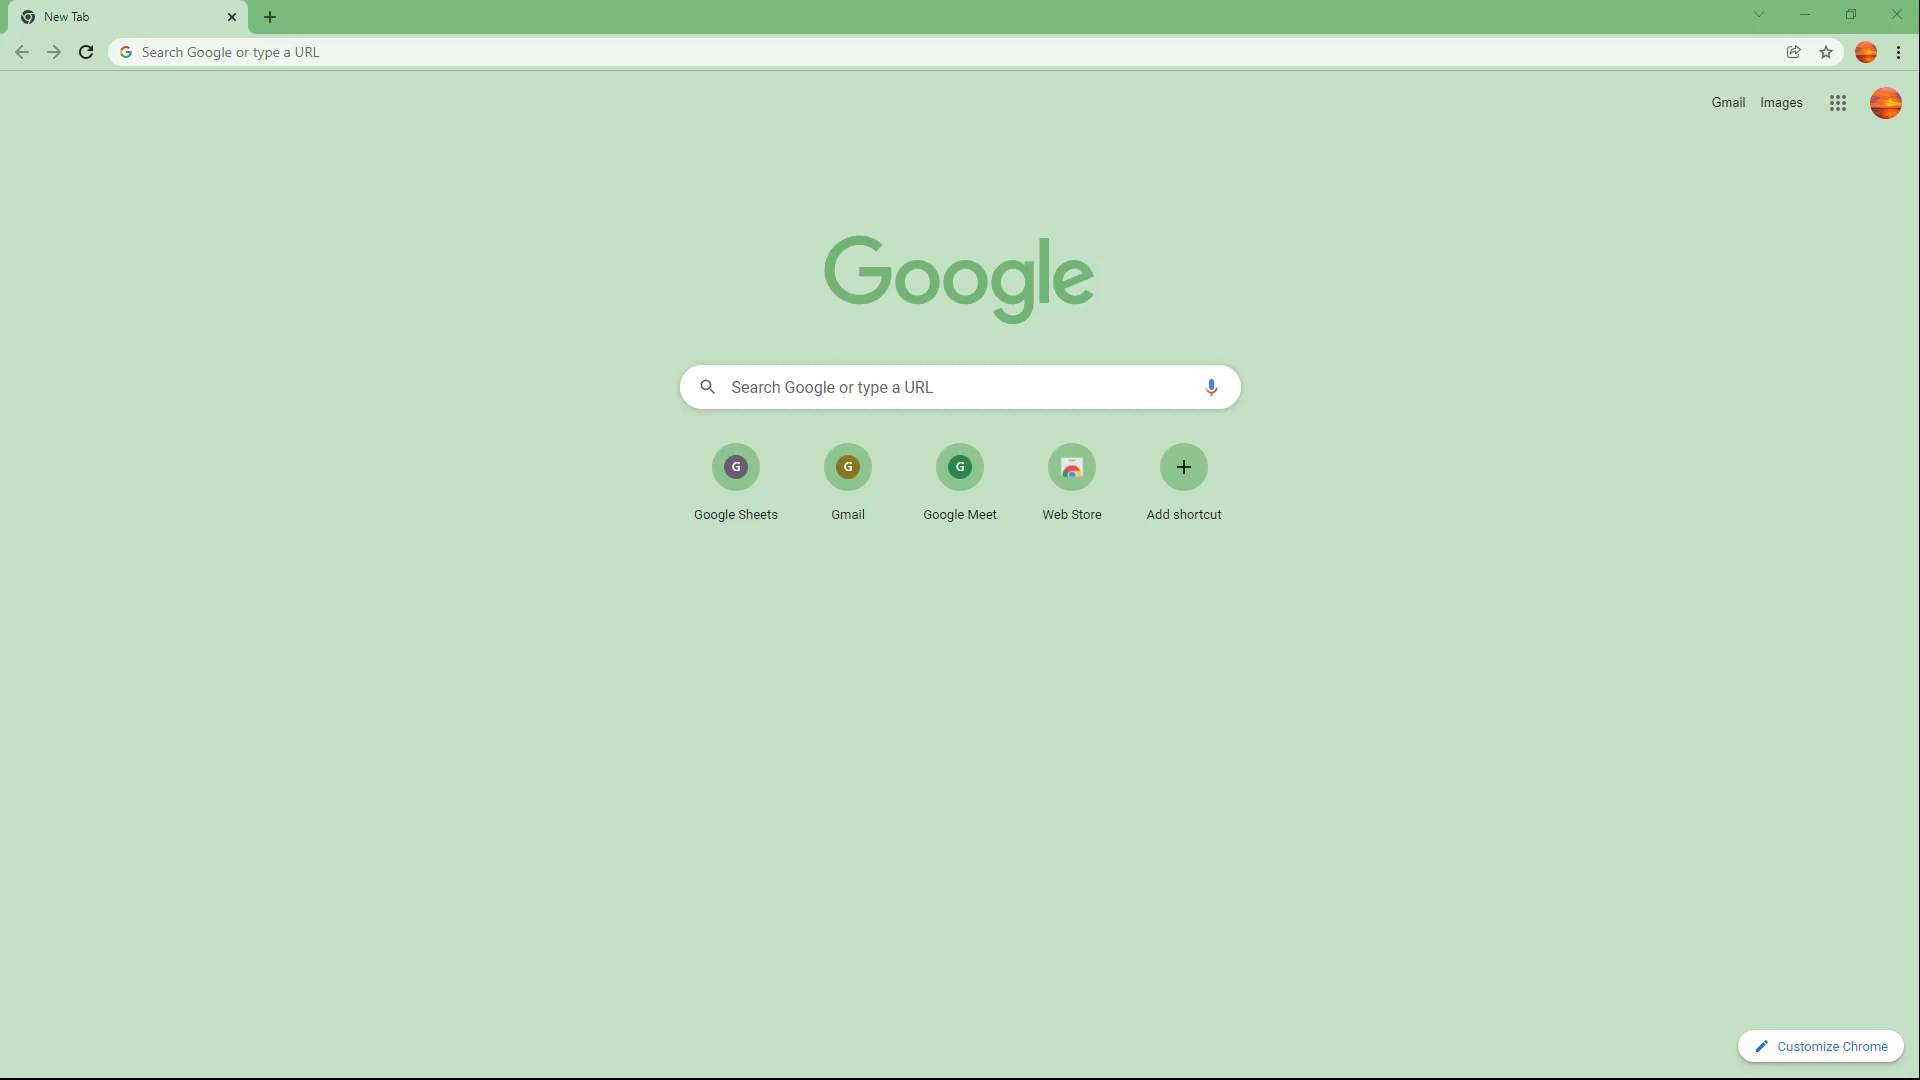 New Tab
Search Google or type a URL
Gmail Images
Google
Search Google or type a URL
G G G
Google Sheets Gmail Google Meet Web Store Add shortcut
Customize Chrome